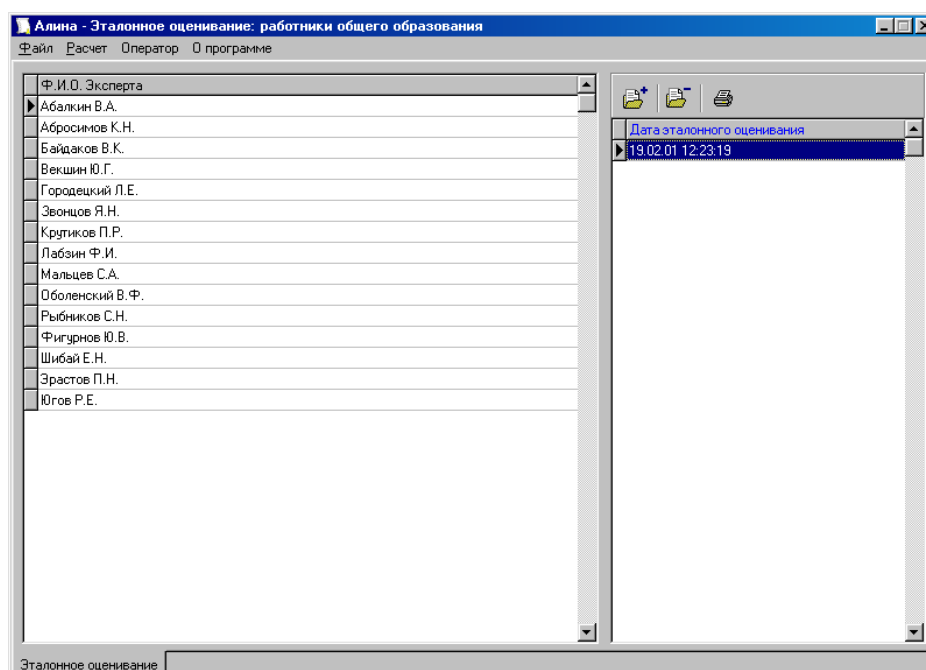 Алина - Эталонное оценивание: работники общего образования
Файл Расчет Оператор О программе
Ф.И.О. Эксперта
Абалкин В.А.
Абросимов К.Н.
Байдаков В.К.
Векшин Ю.Г.
Городецкий Л.Е.
Звонцов Я.Н.
Крутиков П.Р.
Лабзин Ф.И.
Мальцев С.А.
Оболенский В.Ф.
Рыбников С.Н.
Фигурнов Ю.В.
Шибай Е.Н.
Эрастов П.Н.
Югов Р.Е.
Дата эталонного оценивания
19.02.01 12:23:19
Эталонное оценивание